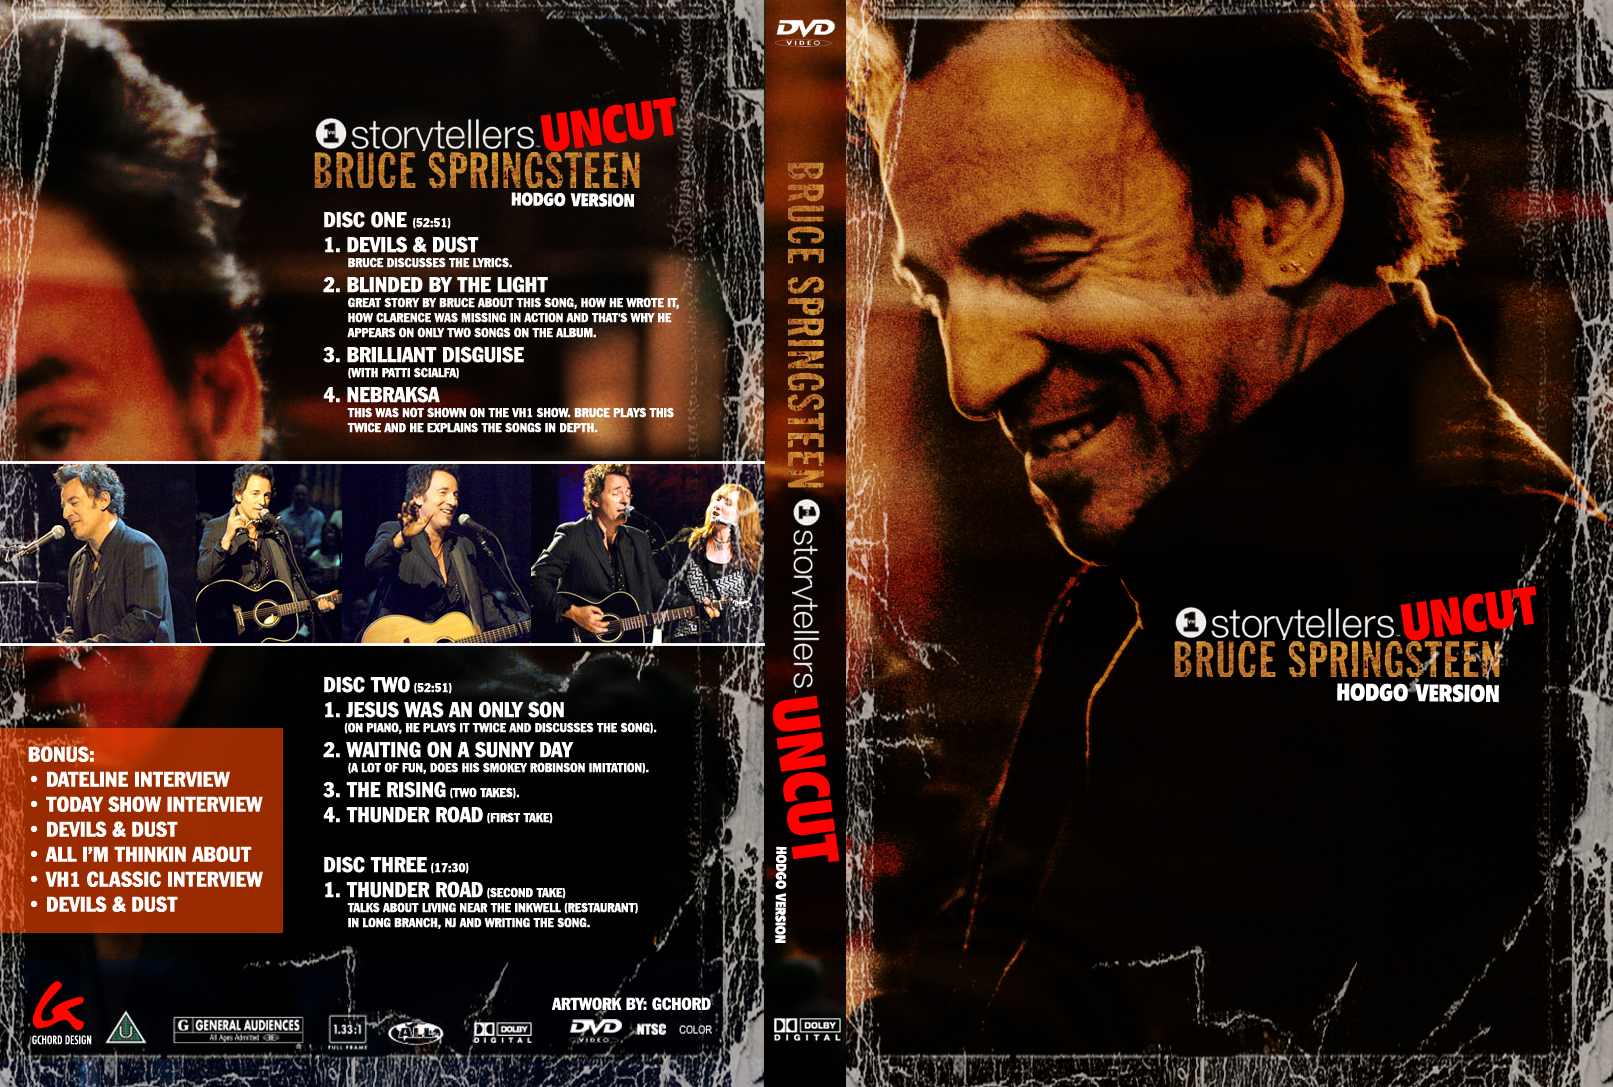 1 storytellers UNCUT
BRUCE SPRINGSTEEN
HODGO VERSION
DISC ONE (52:51)
1. DEVILS & DUST
BRUCE DISCUSSES THE LYRICS.
2. BLINDED BY THE LIGHT
GREAT STORY BY BRUCE ABOUT THIS SONG, HOW HE WROTE IT,
HOW CLARENCE WAS MISSING IN ACTION AND THAT'S WHY HE
APPEARS ON ONLY TWO SONGS ON THE ALBUM.
3. BRILLIANT DISGUISE
(WITH PATTI SCIALFA)
4. NEBRAKSA
THIS WAS NOT SHOWN ON THE VH1 SHOW. BRUCE PLAYS THIS
TWICE AND HE EXPLAINS THE SONGS IN DEPTH.
DISC TWO (52:51)
1. JESUS WAS AN ONLY SON
(ON PIANO, HE PLAYS IT TWICE AND DISCUSSES THE SONG).
2. WAITING ON A SUNNY DAY
(A LOT OF FUN, DOES HIS SMOKEY ROBINSON IMITATION).
3. THE RISING (TWO TAKES).
4. THUNDER ROAD (FIRST TAKE)
DISC THREE (17:30)
1. THUNDER ROAD (SECOND TAKE)
TALKS ABOUT LIVING NEAR THE INKWELL (RESTAURANT)
IN LONG BRANCH, NJ AND WRITING THE SONG.
BONUS:
• DATELINE INTERVIEW
• TODAY SHOW INTERVIEW
• DEVILS & DUST
• ALL I'M THINKIN ABOUT
• VH1 CLASSIC INTERVIEW
• DEVILS & DUST
ARTWORK BY: GCHORD
GCHORD DESIGN
U
G GENERAL AUDIENCES
All Ages Admitted
1.33:1
FULL FRAME
ALL
DOLBY
DIGITAL
DVD
VIDEO
NTSC
COLOR
DVD
VIDEO
BRUCE SPRINGSTEEN
1 storytellers UNCUT
HODGO VERSION
DOLBY
DIGITAL
1 storytellers UNCUT
BRUCE SPRINGSTEEN
HODGO VERSION